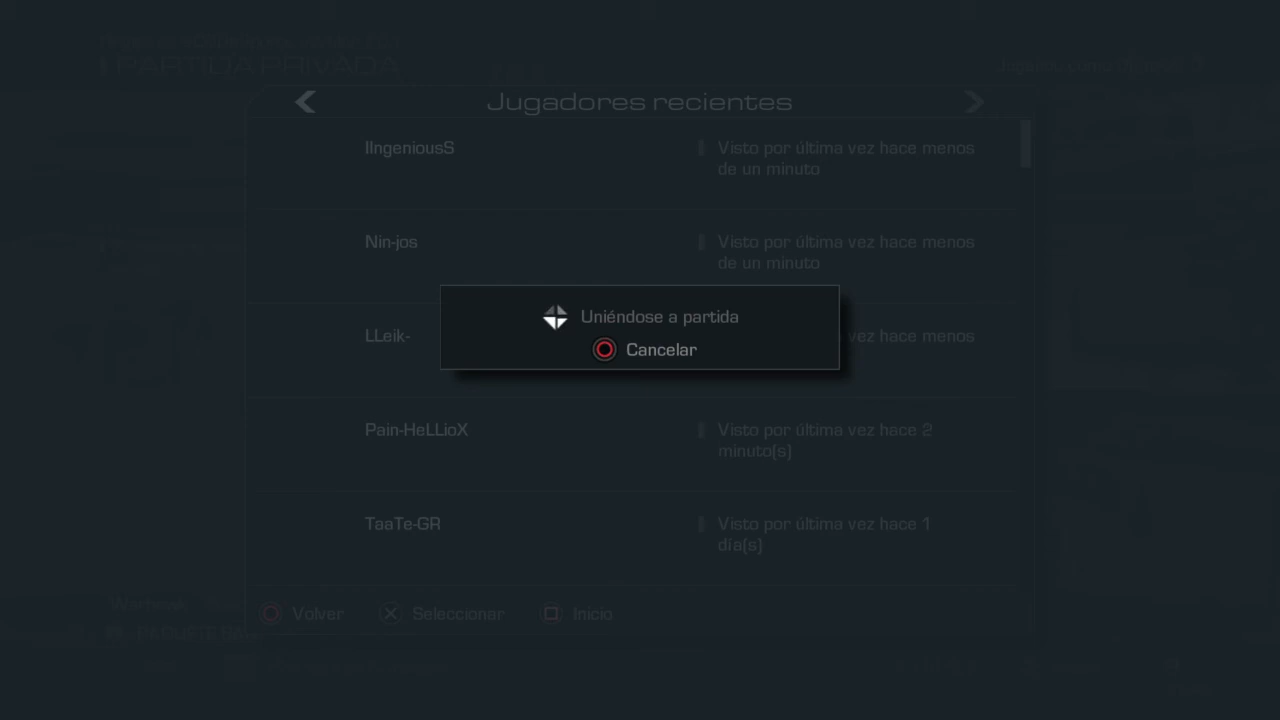 PARTIDA PRIVADA
Jugadores recientes
IIngeniousS
Visto por última vez hace menos
de un minuto
Nin-jos
Visto por última vez hace menos
de un minuto
Uniéndose a partida
Cancelar
LLeik-
vez hace menos
Pain-HeLLioX
Visto por última vez hace 2
minuto(s)
TaaTe-GR
Visto por última vez hace 1
día(s)
Volver
Seleccionar
Inicio